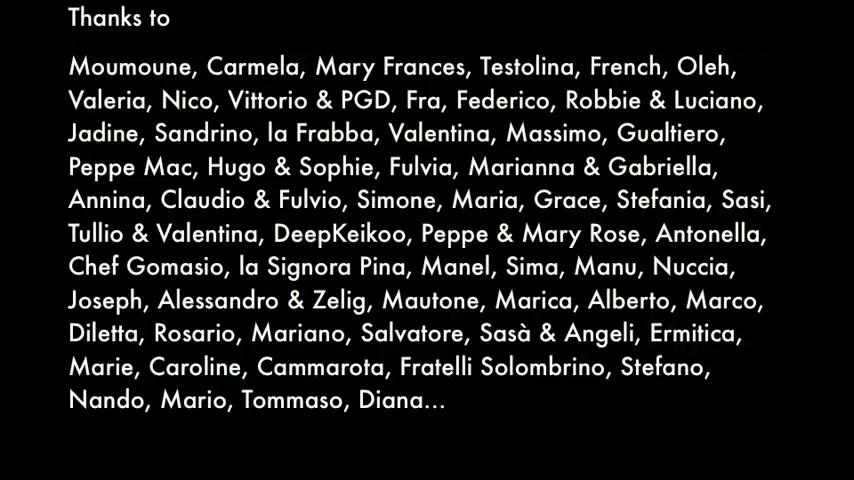 Thanks to
Moumoune, Carmela, Mary Frances, Testolina, French, Oleh,
Valeria, Nico, Vittorio & PGD, Fra, Federico, Robbie & Luciano,
Jadine, Sandrino, la Frabba, Valentina, Massimo, Gualtiero,
Peppe Mac, Hugo & Sophie, Fulvia, Marianna & Gabriella,
Annina, Claudio & Fulvio, Simone, Maria, Grace, Stefania, Sasi,
Tullio & Valentina, DeepKeikoo, Peppe & Mary Rose, Antonella,
Chef Gomasio, la Signora Pina, Manel, Sima, Manu, Nuccia,
Joseph, Alessandro & Zelig, Mautone, Marica, Alberto, Marco,
Diletta, Rosario, Mariano, Salvatore, Sasà & Angeli, Ermitica,
Marie, Caroline, Cammarota, Fratelli Solombrino, Stefano,
Nando, Mario, Tommaso, Diana...